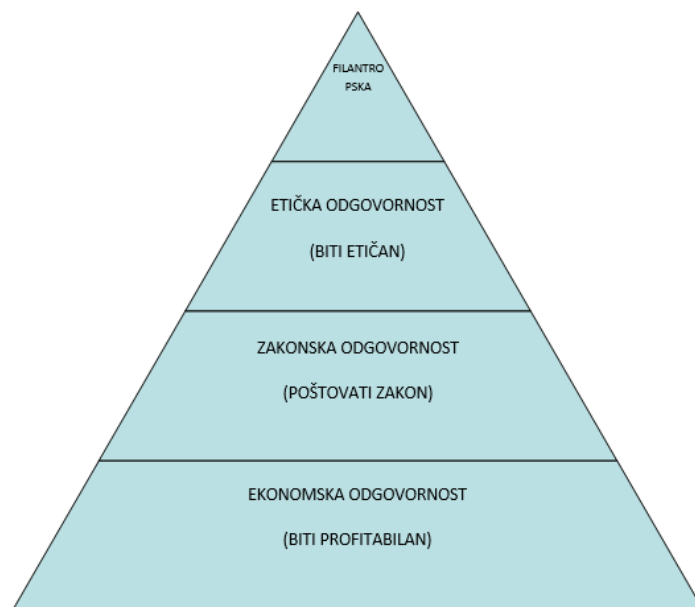 FILANTRO
PSKA
ETIČKA ODGOVORNOST
(BITI ETIČAN)
ZAKONSKA ODGOVORNOST
(POŠTOVATI ZAKON)
EKONOMSKA ODGOVORNOST
(BITI PROFITABILAN)